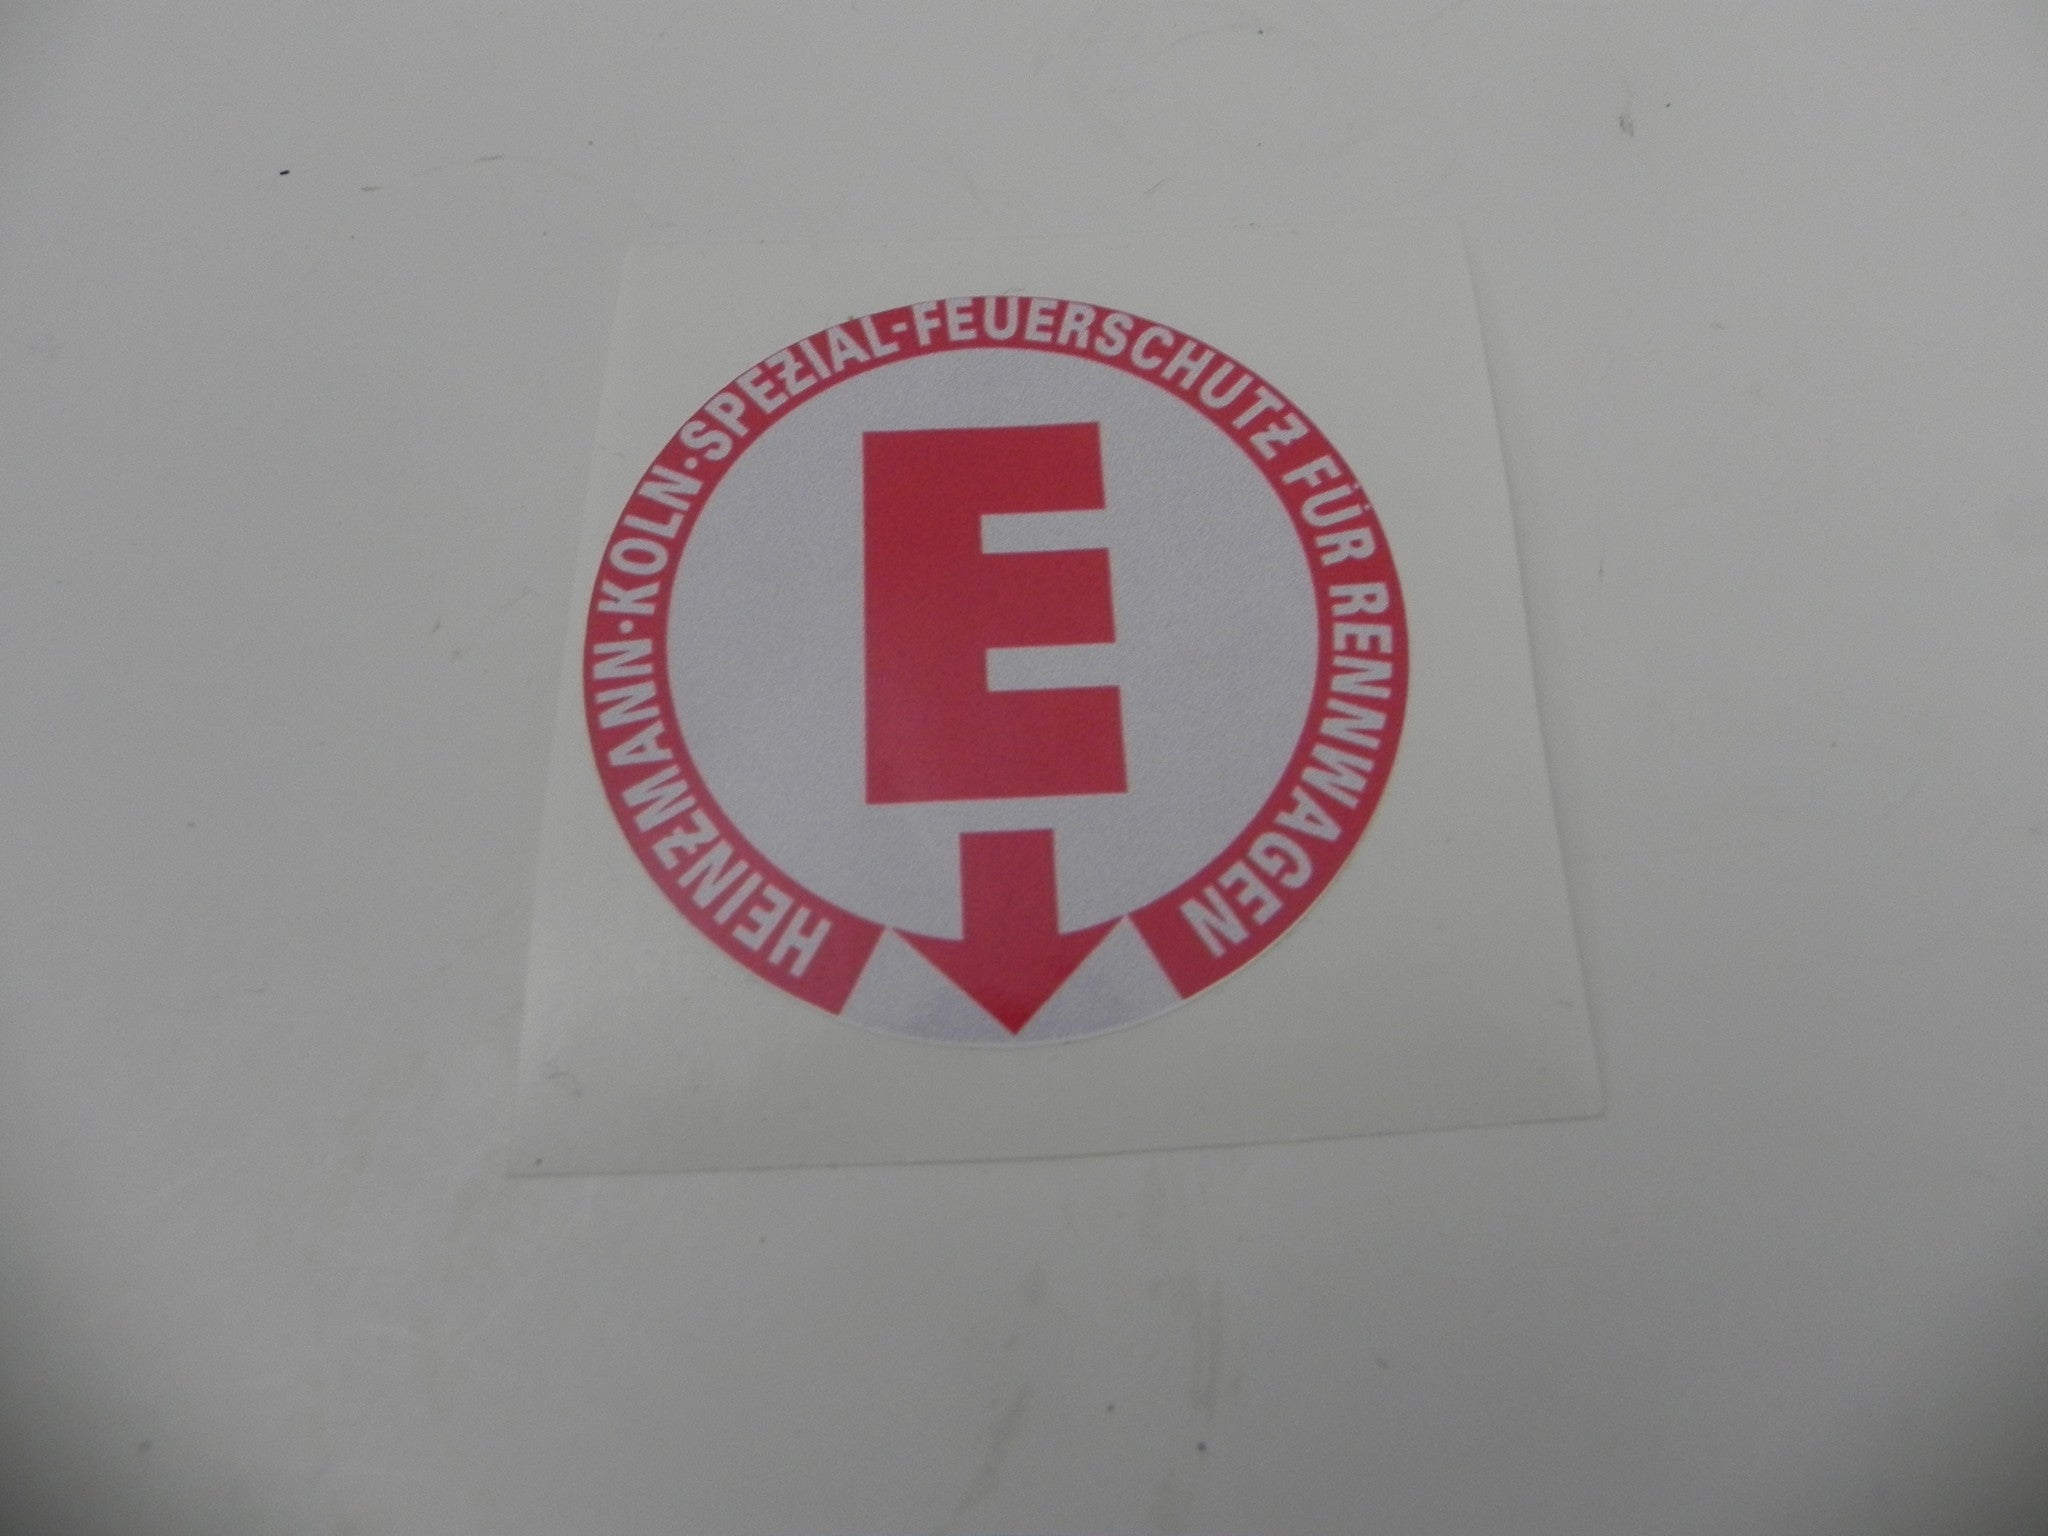 HEINZMANN·KOLN·SPEZIAL-FEUERSCHUTZ FÜR RENNWAGEN
E